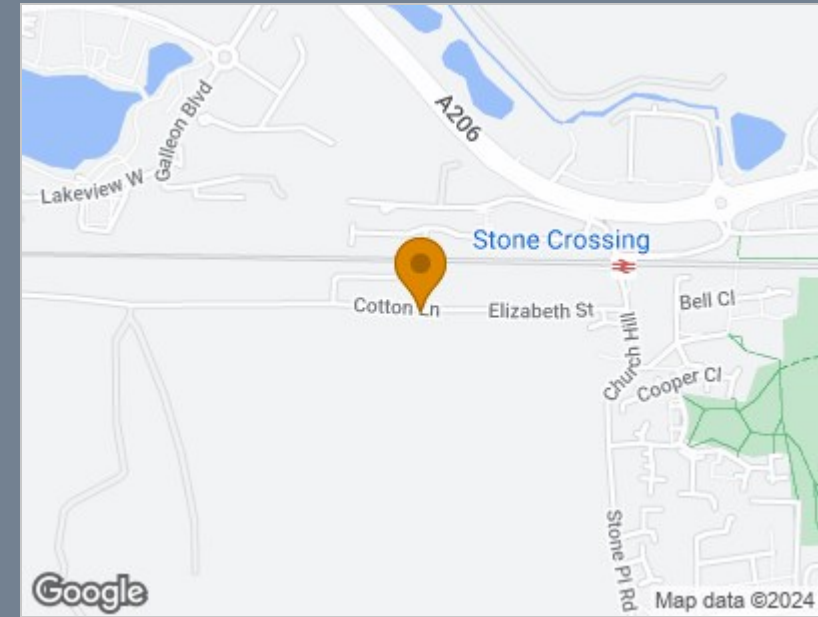 Galleon Blvd
A206
Lakeview W
Stone Crossing
Cotton Ln
Elizabeth St
Bell Cl
Church Hill
Cooper Cl
Stone Pl Rd
Google
Map data ©2024